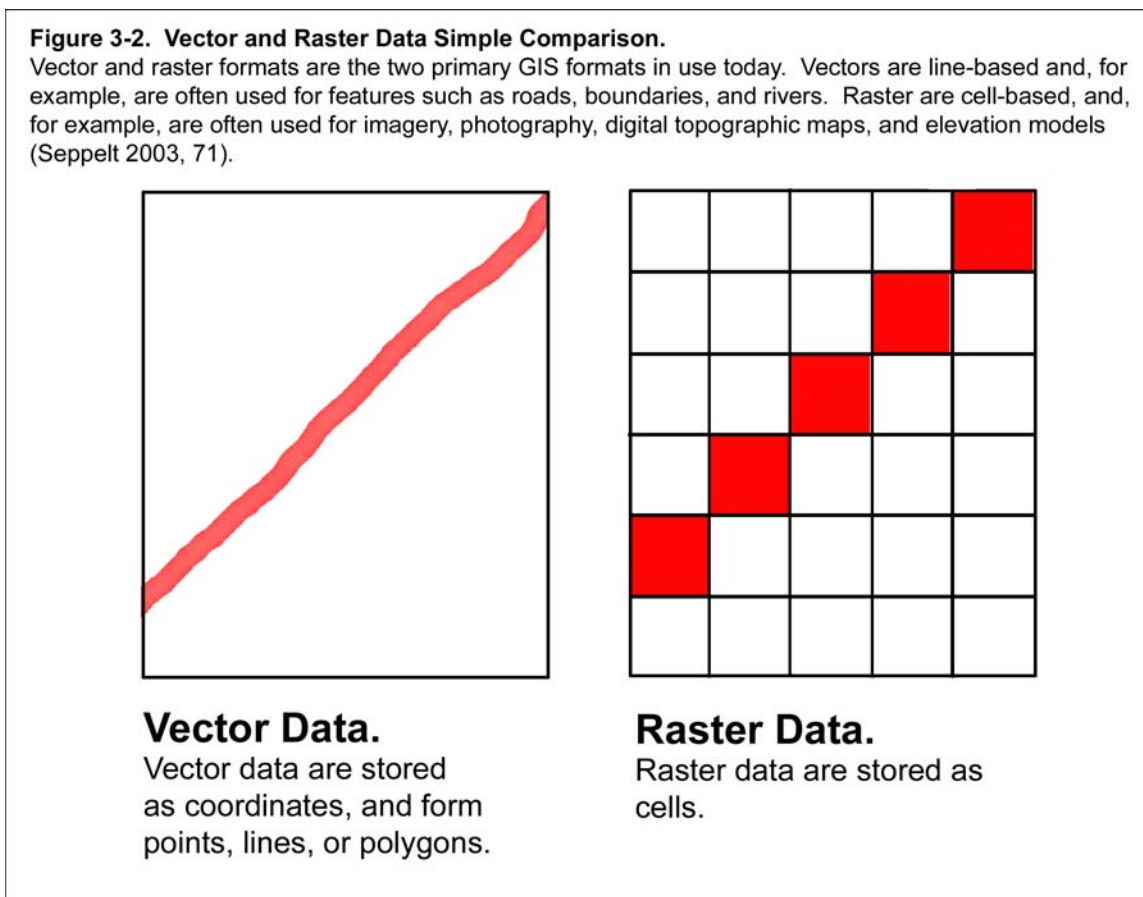 Figure 3-2.  Vector and Raster Data Simple Comparison.
Vector and raster formats are the two primary GIS formats in use today.  Vectors are line-based and, for
example, are often used for features such as roads, boundaries, and rivers.  Raster are cell-based, and,
for example, are often used for imagery, photography, digital topographic maps, and elevation models
(Seppelt 2003, 71).
Vector Data.
Vector data are stored
as coordinates, and form
points, lines, or polygons.
Raster Data.
Raster data are stored as
cells.